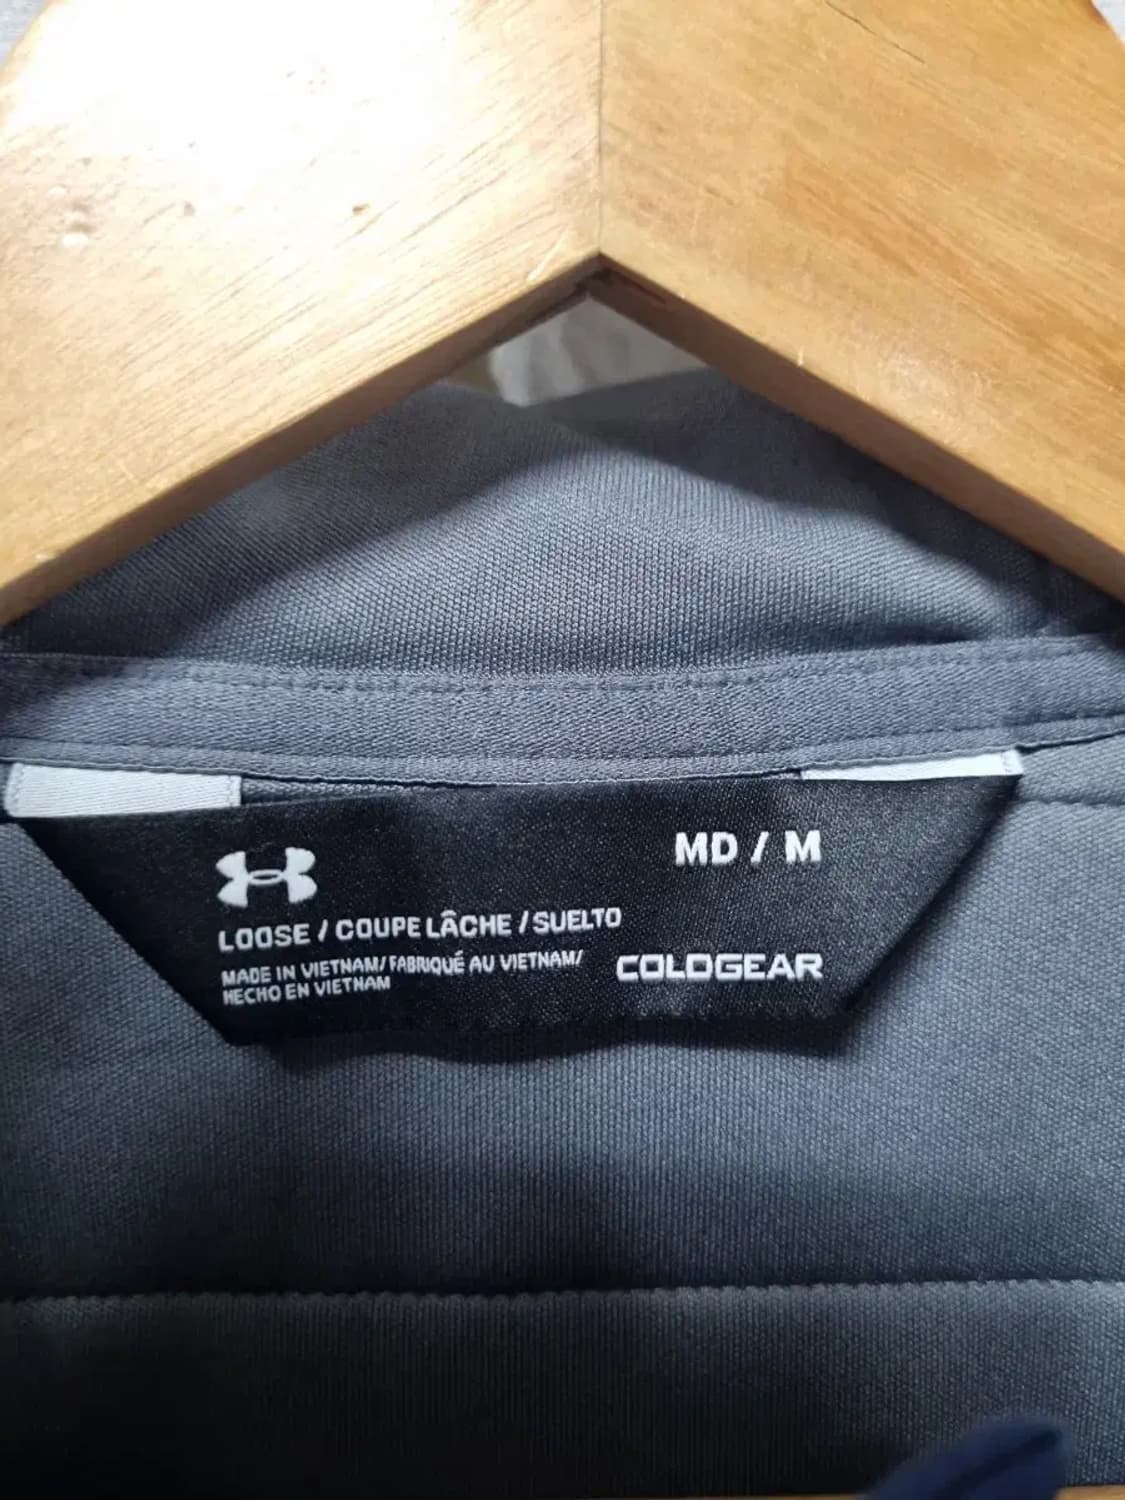 MD / M
LOOSE / COUPE LÂCHE / SUELTO
MADE IN VIETNAM/ FABRIQUÉ AU VIETNAM/
HECHO EN VIETNAM
COLDGEAR